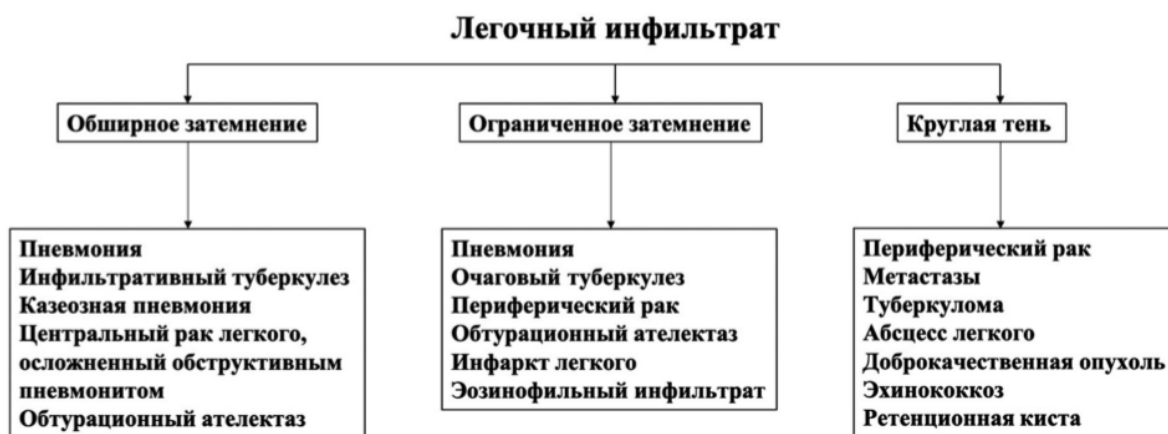 Легочный инфильтрат
Обширное затемнение
Ограниченное затемнение
Круглая тень
Пневмония
Инфильтративный туберкулез
Казеозная пневмония
Центральный рак легкого,
осложненный обструктивным
пневмонитом
Обтурационный ателектаз
Пневмония
Очаговый туберкулез
Периферический рак
Обтурационный ателектаз
Инфаркт легкого
Эозинофильный инфильтрат
Периферический рак
Метастазы
Туберкулома
Абсцесс легкого
Доброкачественная опухоль
Эхинококкоз
Ретенционная киста